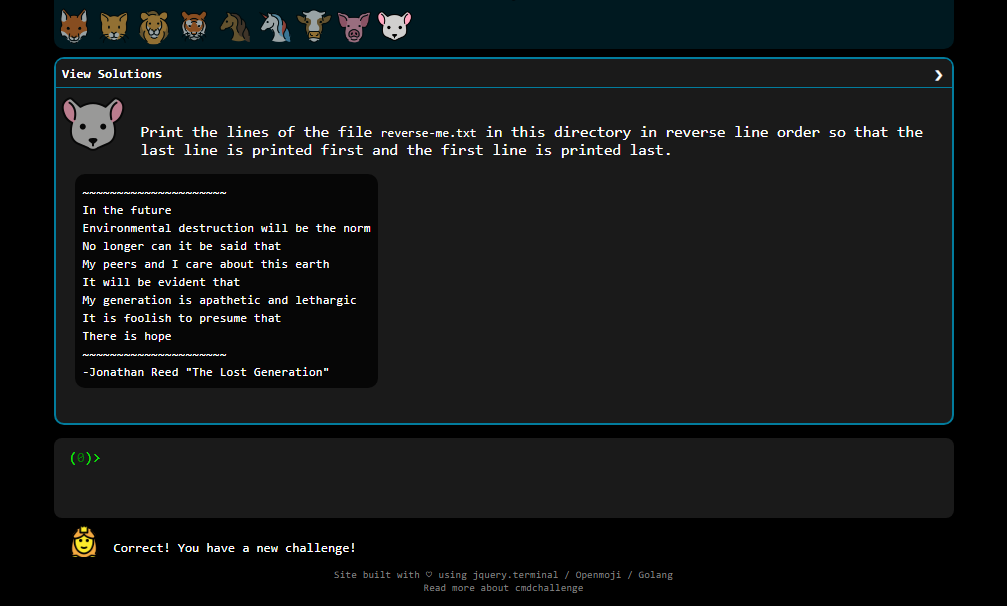 View Solutions ❯
Print the lines of the file reverse-me.txt in this directory in reverse line order so that the
last line is printed first and the first line is printed last.
~~~~~~~~~~~~~~~~~~~~~
In the future
Environmental destruction will be the norm
No longer can it be said that
My peers and I care about this earth
It will be evident that
My generation is apathetic and lethargic
It is foolish to presume that
There is hope
~~~~~~~~~~~~~~~~~~~~~
-Jonathan Reed "The Lost Generation"
(0)>
Correct! You have a new challenge!
Site built with ♡ using jquery.terminal / Openmoji / Golang
Read more about cmdchallenge